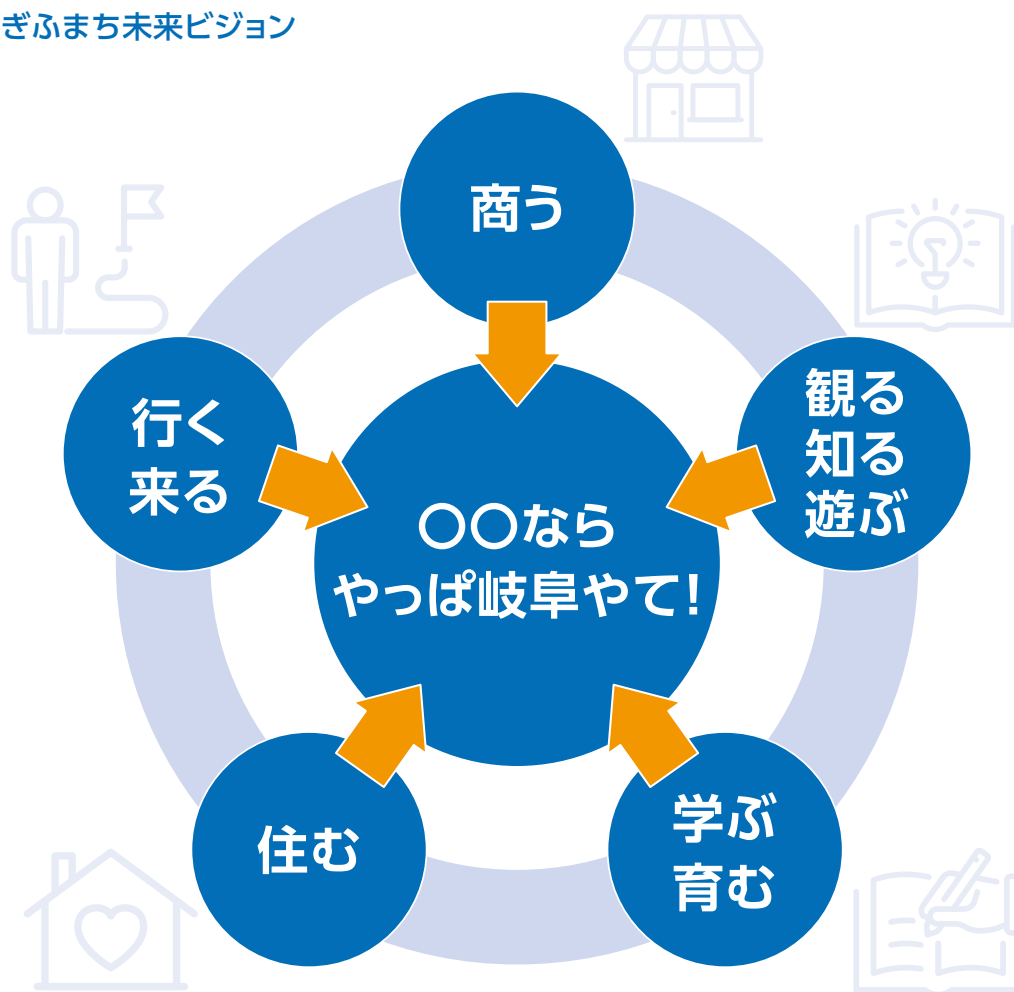 ぎふまち未来ビジョン
商う
観る
知る
遊ぶ
行く
来る
〇〇なら
やっぱ岐阜やて!
住む
学ぶ
育む